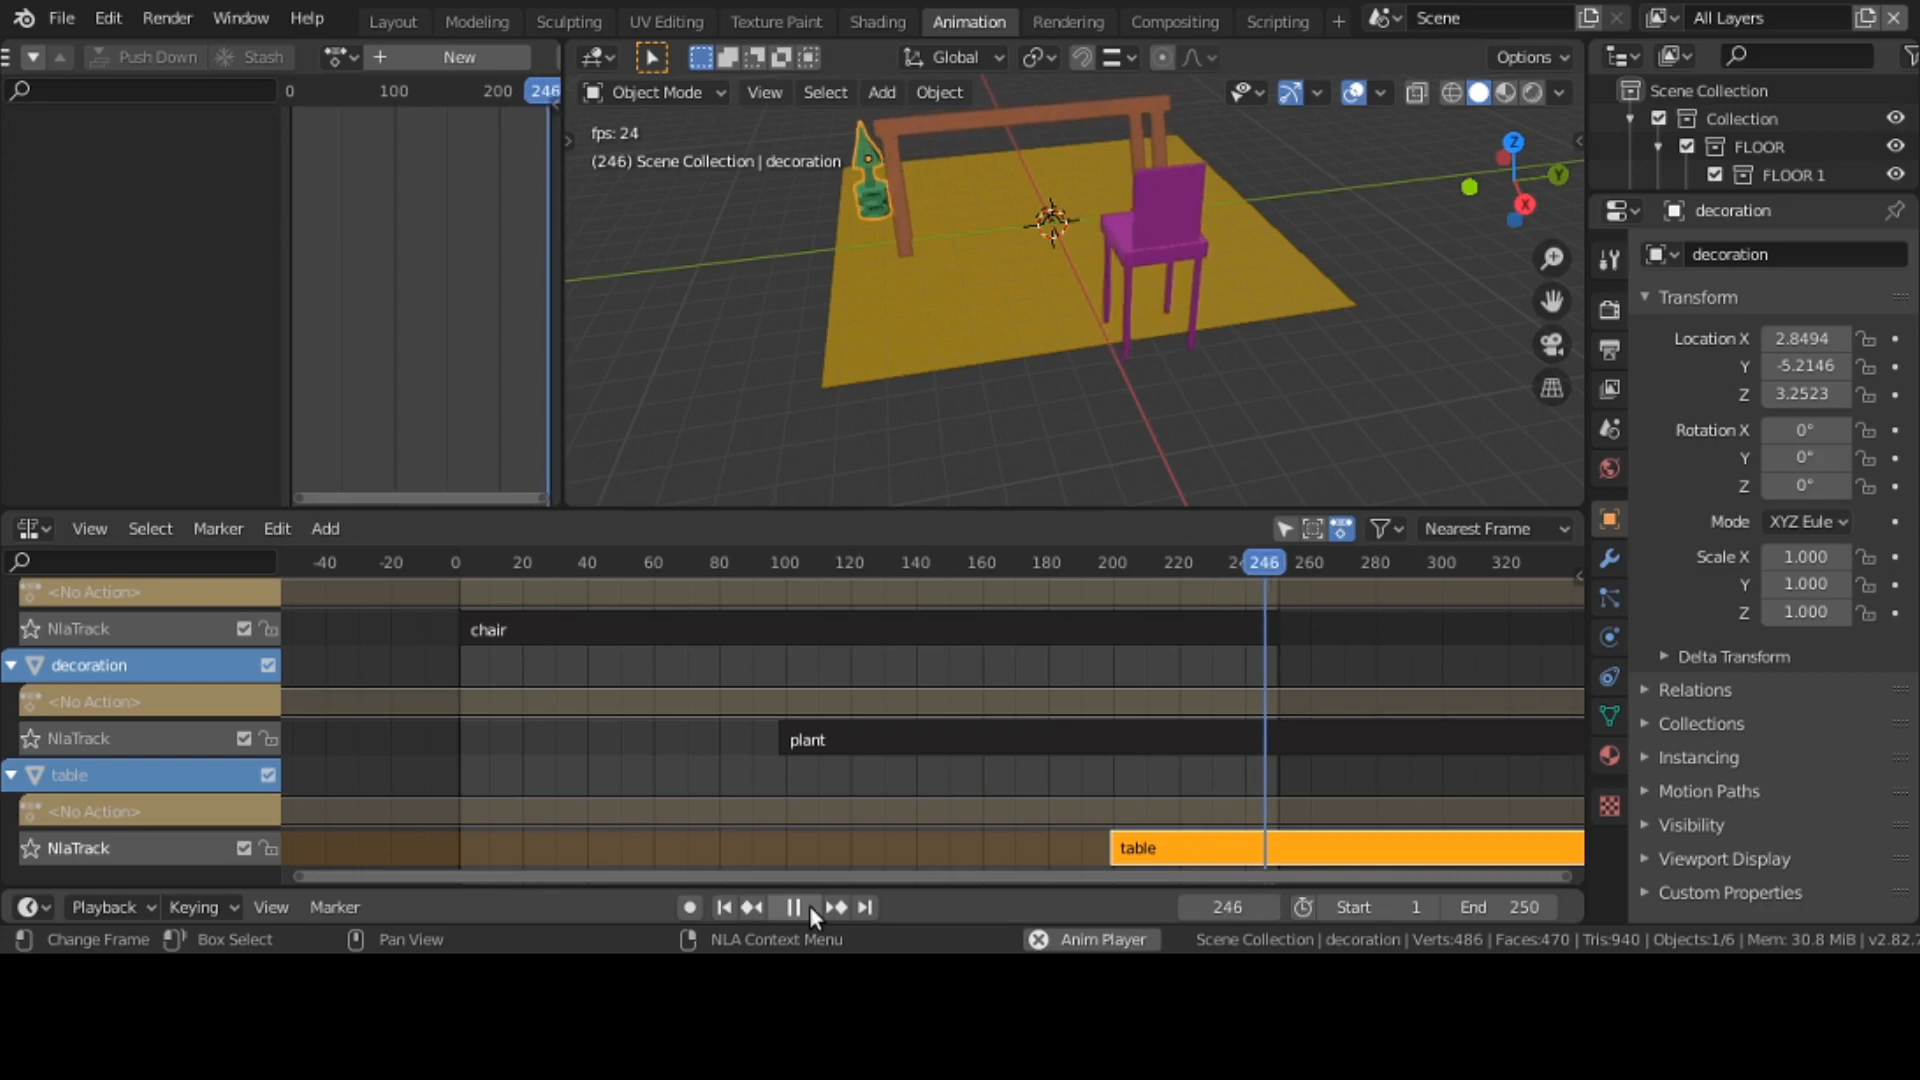 File Edit Render Window Help Layout Modeling Sculpting UV Editing Texture Paint Shading Animation Rendering Compositing Scripting + Scene All Layers
Push Down Stash New Global Options
0 100 200 246 Object Mode View Select Add Object
Scene Collection
Collection
FLOOR
FLOOR 1
fps: 24
(246) Scene Collection | decoration
Z
Y
X
decoration
decoration
Transform
Location X 2.8494
Y -5.2146
Z 3.2523
Rotation X 0°
Y 0°
Z 0°
Mode XYZ Eule
Scale X 1.000
Y 1.000
Z 1.000
Delta Transform
Relations
Collections
Instancing
Motion Paths
Visibility
Viewport Display
Custom Properties
View Select Marker Edit Add Nearest Frame
-40 -20 0 20 40 60 80 100 120 140 160 180 200 220 246 260 280 300 320
<No Action>
NlaTrack chair
decoration
<No Action>
NlaTrack plant
table
<No Action>
NlaTrack table
Playback Keying View Marker 246 Start 1 End 250
Change Frame Box Select Pan View NLA Context Menu Anim Player Scene Collection | decoration | Verts:486 | Faces:470 | Tris:940 | Objects:1/6 | Mem: 30.8 MiB | v2.82.7